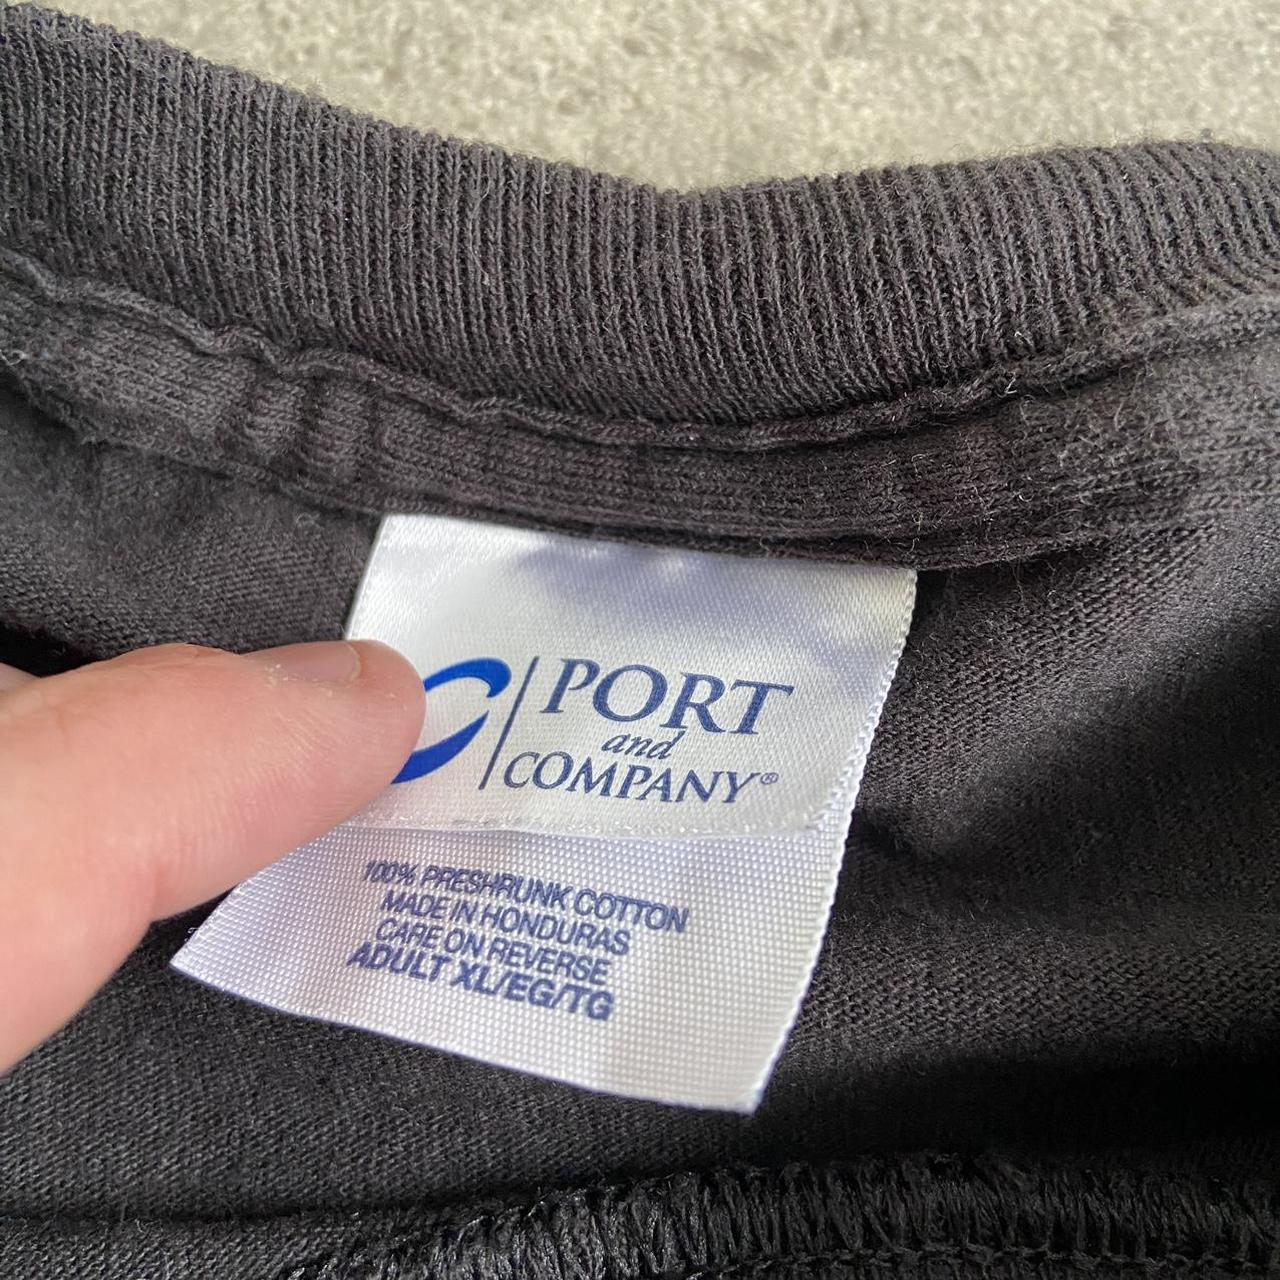 PORT
and
COMPANY®
100% PRESHRUNK COTTON
MADE IN HONDURAS
CARE ON REVERSE
ADULT XL/EG/TG